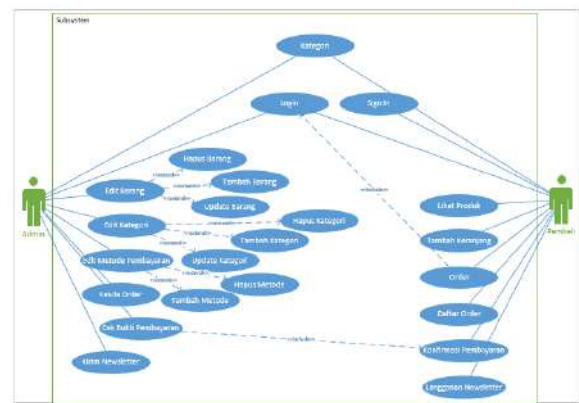 Subsystem
Kategori
Login
Sign In
Hapus Barang
Edit Barang
Tambah Barang
Update Barang
Admin
Pembeli
Lihat Produk
Edit Kategori
Hapus Kategori
Tambah Kategori
Tambah Keranjang
Edit Metode Pembayaran
Update Kategori
Hapus Metode
Order
Kelola Order
Tambah Metode
Daftar Order
Cek Bukti Pembayaran
Konfirmasi Pembayaran
Kirim Newsletter
Langganan Newsletter